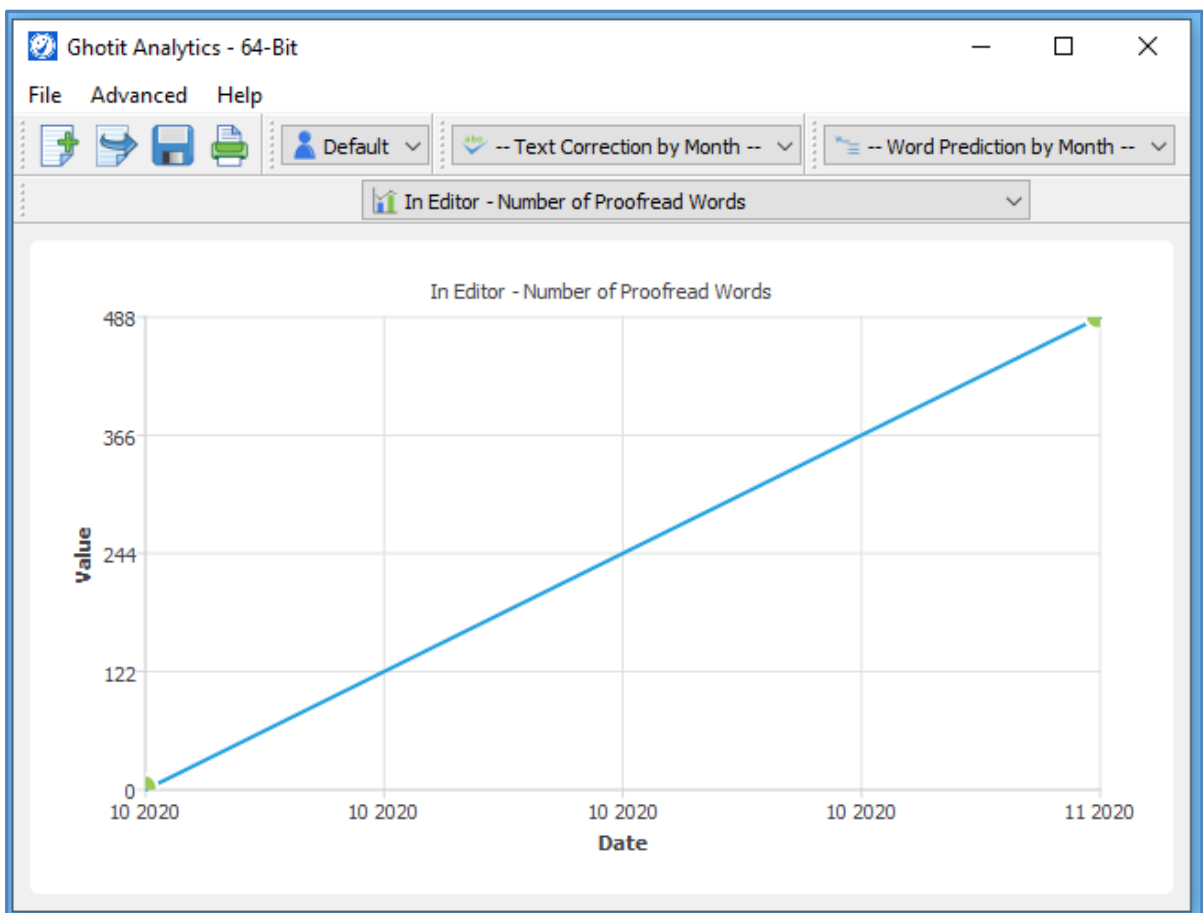 Ghotit Analytics - 64-Bit
File Advanced Help
Default -- Text Correction by Month -- -- Word Prediction by Month --
In Editor - Number of Proofread Words
In Editor - Number of Proofread Words
488
366
244
122
0
Value
10 2020 10 2020 10 2020 10 2020 11 2020
Date